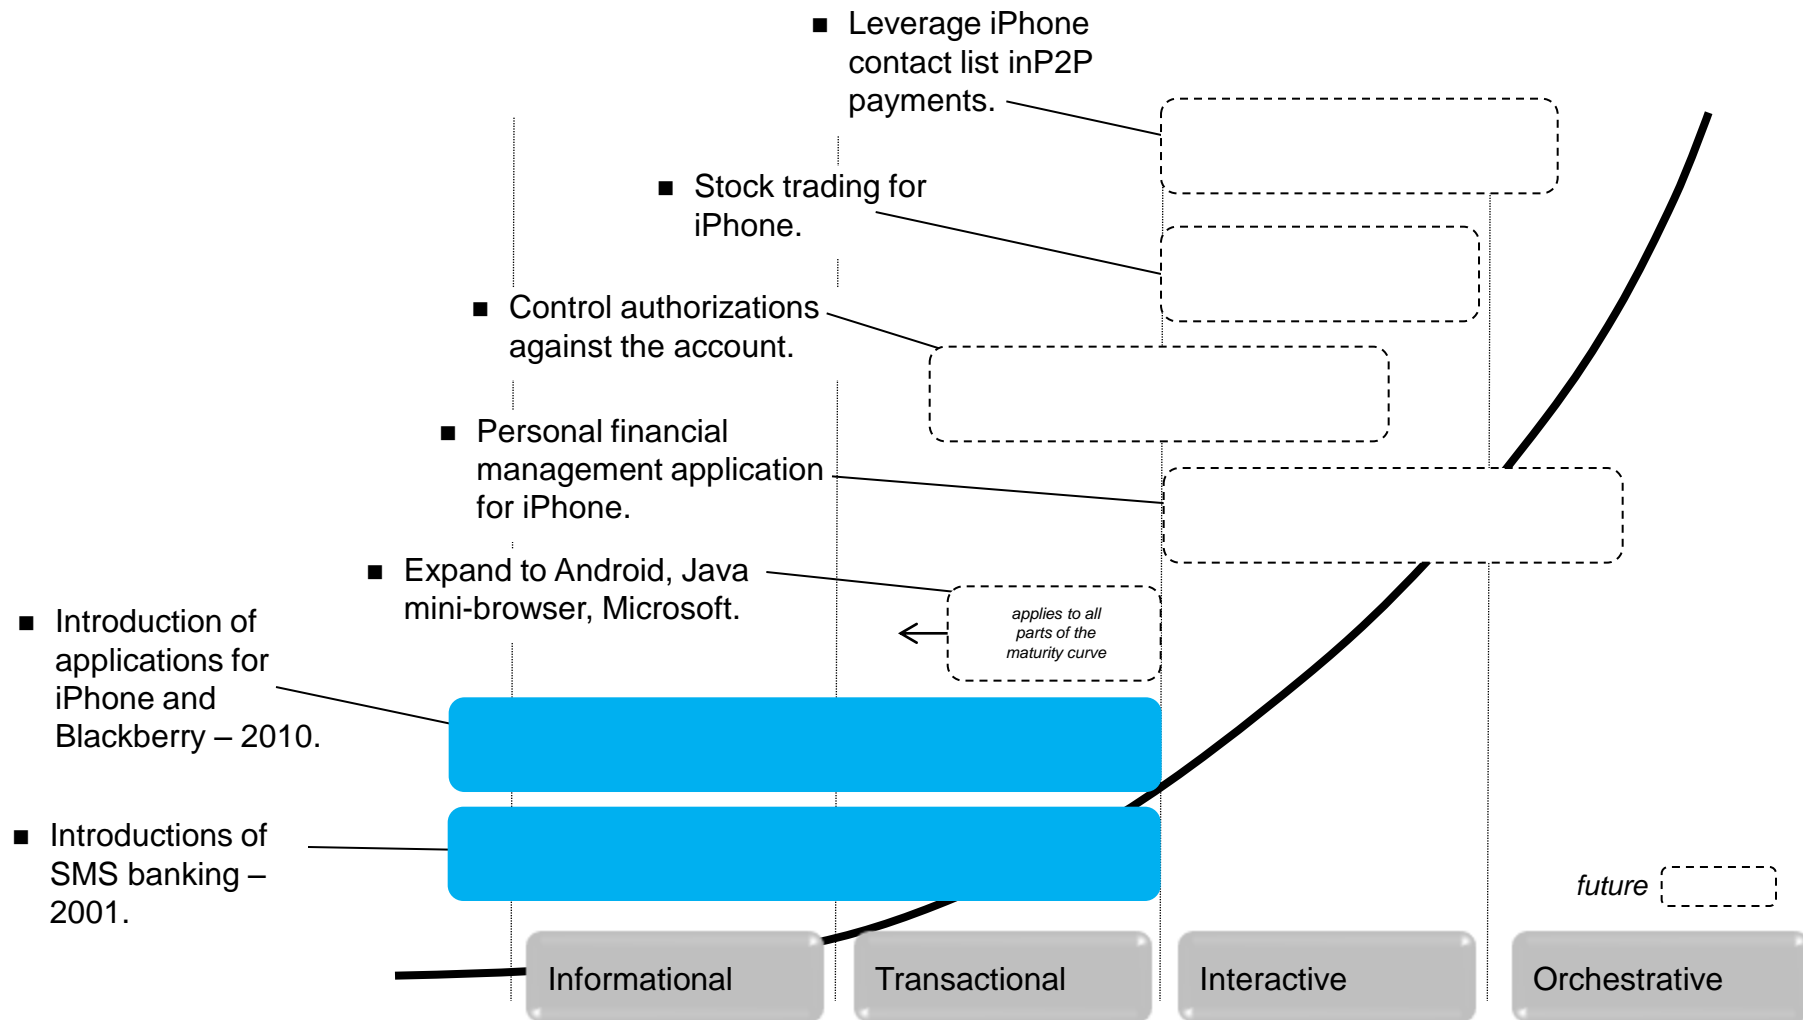 ■ Leverage iPhone
contact list inP2P
payments.
■ Stock trading for
iPhone.
■ Control authorizations
against the account.
■ Personal financial
management application
for iPhone.
■ Expand to Android, Java
mini-browser, Microsoft.
applies to all
parts of the
maturity curve
■ Introduction of
applications for
iPhone and
Blackberry – 2010.
■ Introductions of
SMS banking –
2001.
future
Informational
Transactional
Interactive
Orchestrative